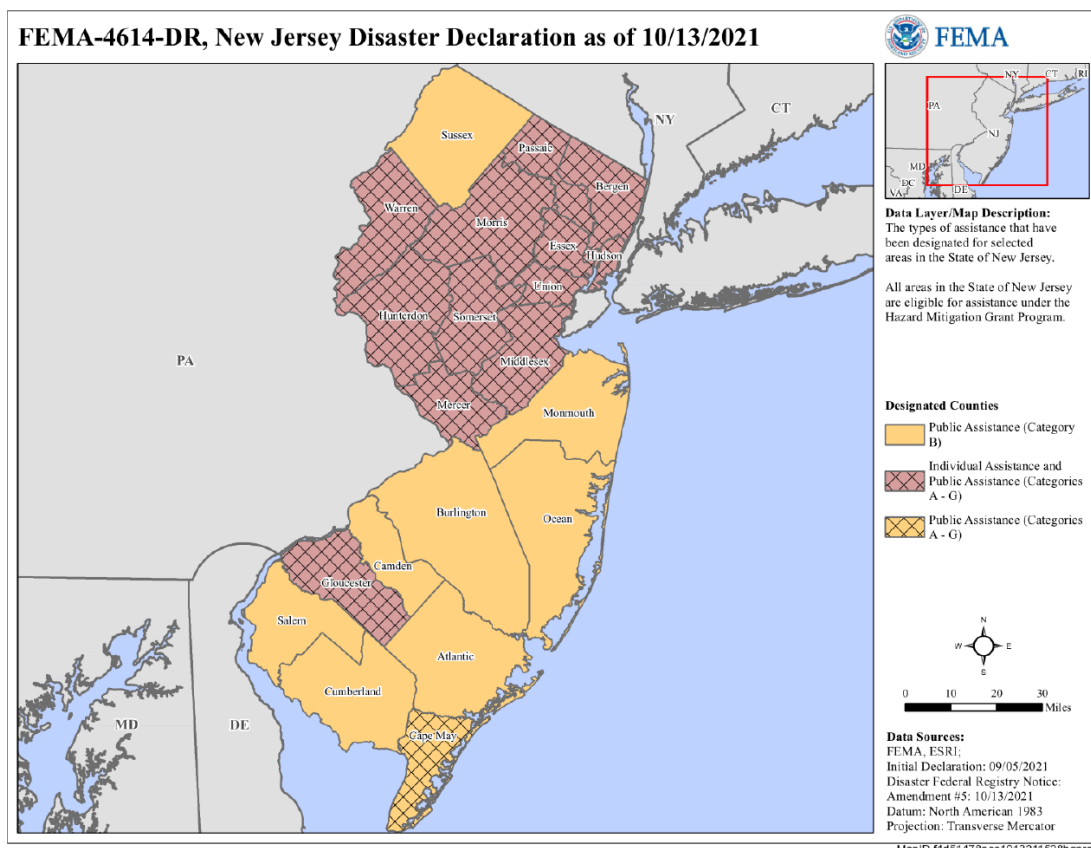 FEMA-4614-DR, New Jersey Disaster Declaration as of 10/13/2021
FEMA
NY
CT
RI
PA
NJ
MD
DC
VA
DE
NY
CT
Sussex
Passaic
Bergen
Warren
Morris
Essex
Hudson
Union
Hunterdon
Somerset
Middlesex
Mercer
PA
Monmouth
Burlington
Ocean
Camden
Gloucester
Salem
Atlantic
Cumberland
Cape May
MD
DE
Data Layer/Map Description:
The types of assistance that have
been designated for selected
areas in the State of New Jersey.
All areas in the State of New Jersey
are eligible for assistance under the
Hazard Mitigation Grant Program.
Designated Counties
Public Assistance (Category
B)
Individual Assistance and
Public Assistance (Categories
A - G)
Public Assistance (Categories
A - G)
N
W
E
S
0 10 20 30
Miles
Data Sources:
FEMA, ESRI;
Initial Declaration: 09/05/2021
Disaster Federal Registry Notice:
Amendment #5: 10/13/2021
Datum: North American 1983
Projection: Transverse Mercator